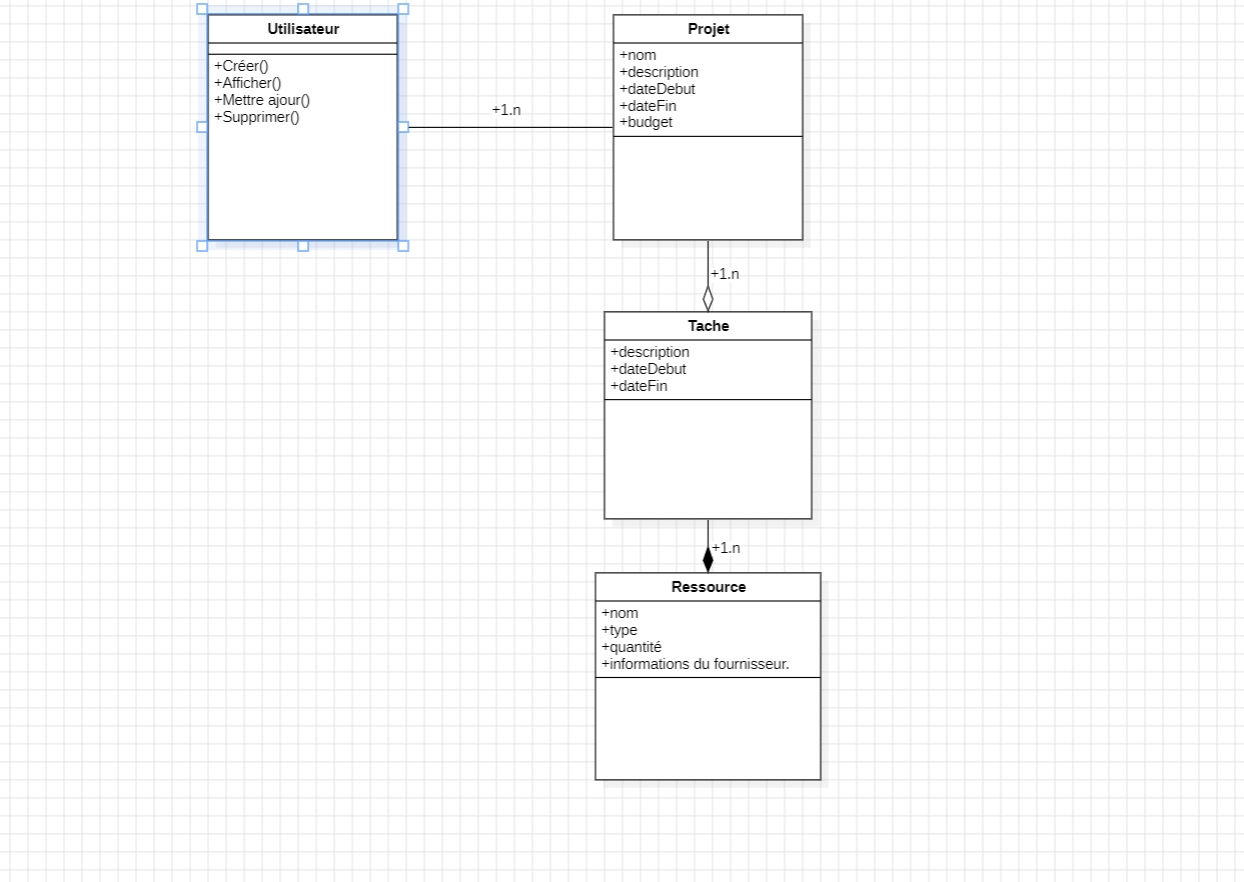 Utilisateur
+Créer()
+Afficher()
+Mettre ajour()
+Supprimer()
+1.n
Projet
+nom
+description
+dateDebut
+dateFin
+budget
+1.n
Tache
+description
+dateDebut
+dateFin
+1.n
Ressource
+nom
+type
+quantité
+informations du fournisseur.